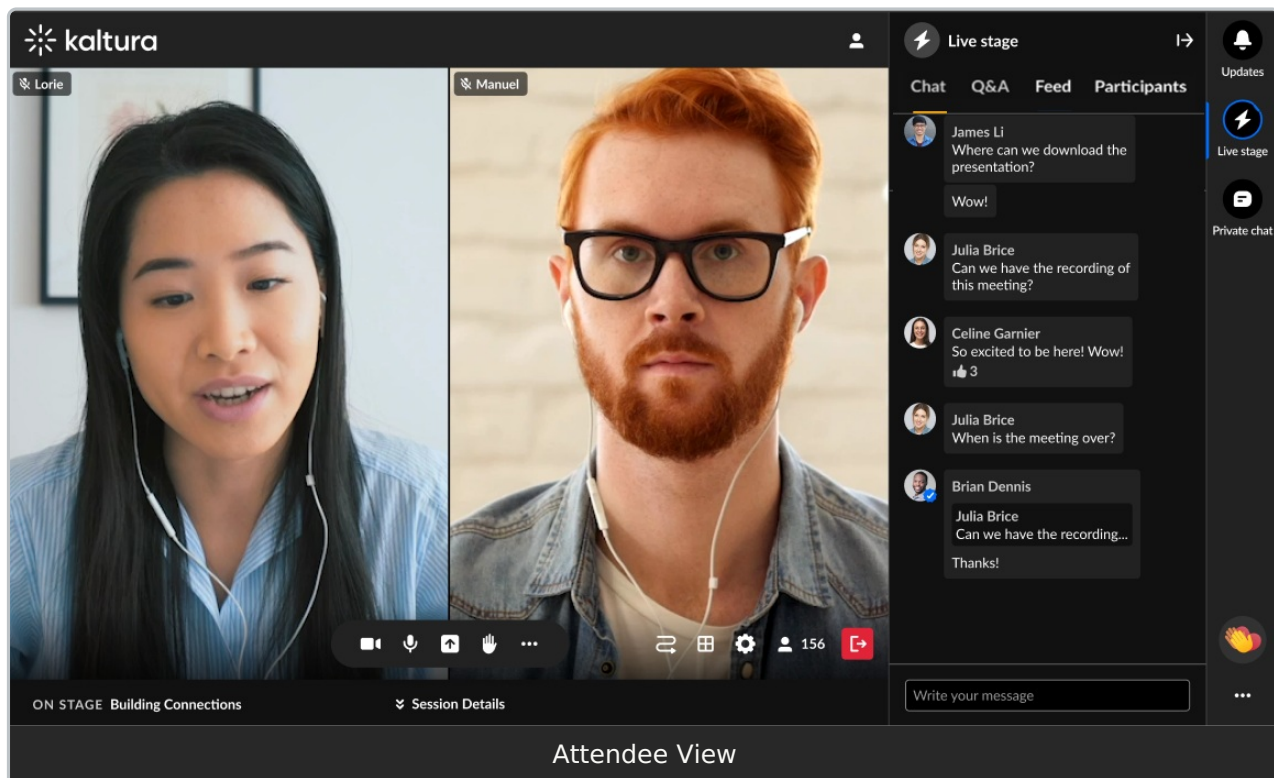 kaltura
Lorie
Manuel
156
ON STAGE Building Connections
Session Details
Live stage
Chat Q&A Feed Participants
James Li
Where can we download the
presentation?
Wow!
Julia Brice
Can we have the recording of
this meeting?
Celine Garnier
So excited to be here! Wow!
3
Julia Brice
When is the meeting over?
Brian Dennis
Julia Brice
Can we have the recording...
Thanks!
Write your message
Updates
Live stage
Private chat
Attendee View